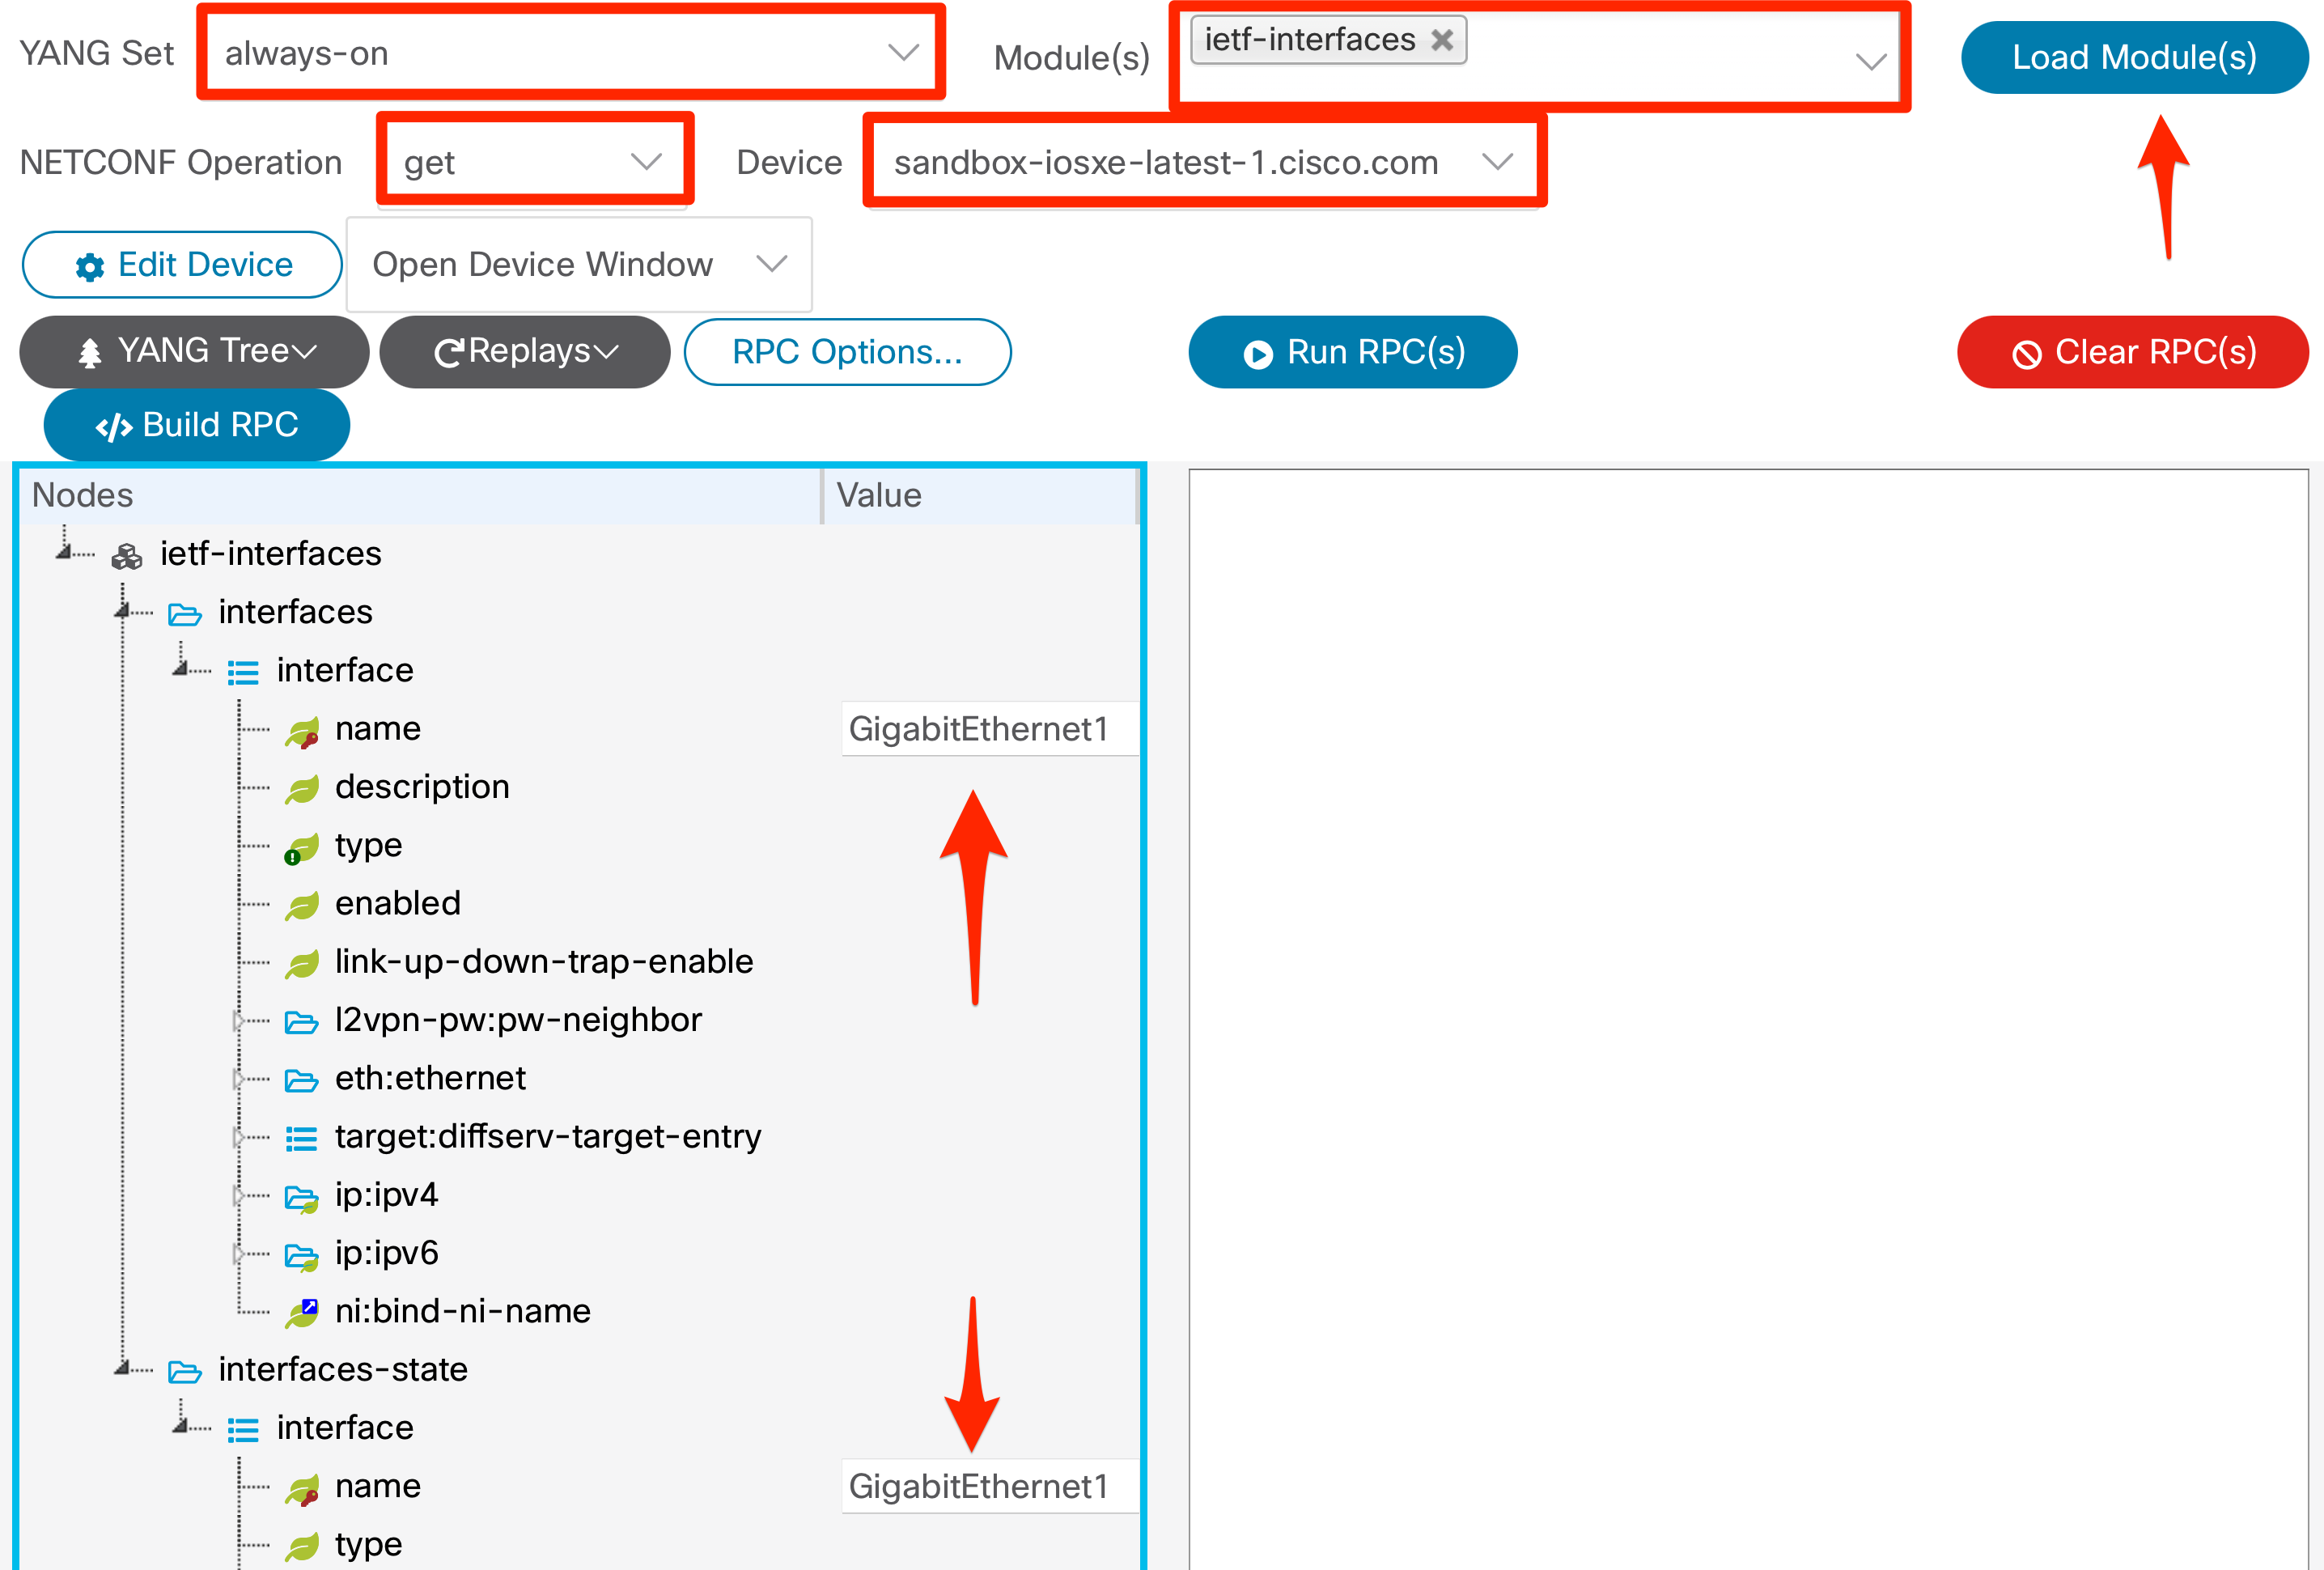 YANG Set always-on Module(s) ietf-interfaces Load Module(s)
NETCONF Operation get Device sandbox-iosxe-latest-1.cisco.com
Edit Device Open Device Window
YANG Tree Replays RPC Options... Run RPC(s) Clear RPC(s)
</> Build RPC
Nodes Value
ietf-interfaces
interfaces
interface
name GigabitEthernet1
description
type
enabled
link-up-down-trap-enable
l2vpn-pw:pw-neighbor
eth:ethernet
target:diffserv-target-entry
ip:ipv4
ip:ipv6
ni:bind-ni-name
interfaces-state
interface
name GigabitEthernet1
type